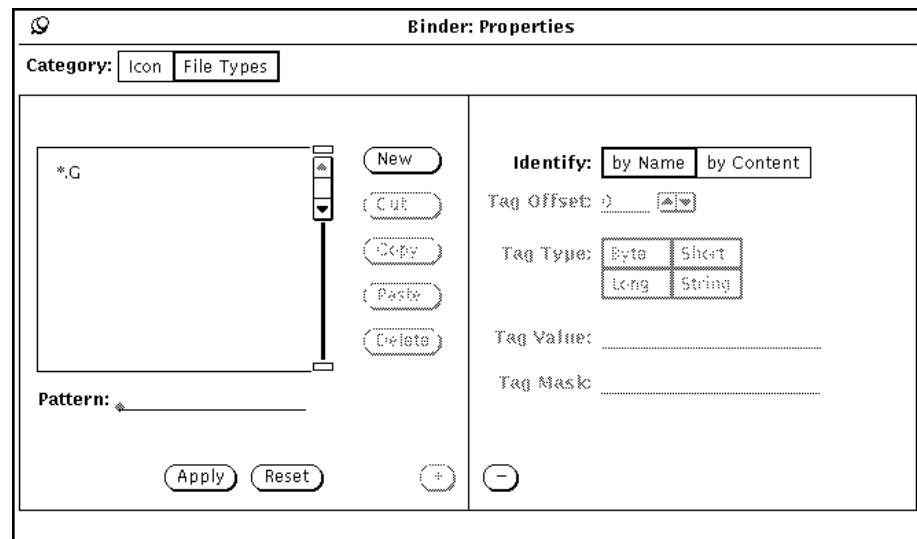 Binder: Properties
Category: Icon File Types
*.G
New
Cut
Copy
Paste
Delete
Pattern:
Apply Reset +
Identify: by Name by Content
Tag Offset: 0
Tag Type: Byte Short
Long String
Tag Value:
Tag Mask:
−